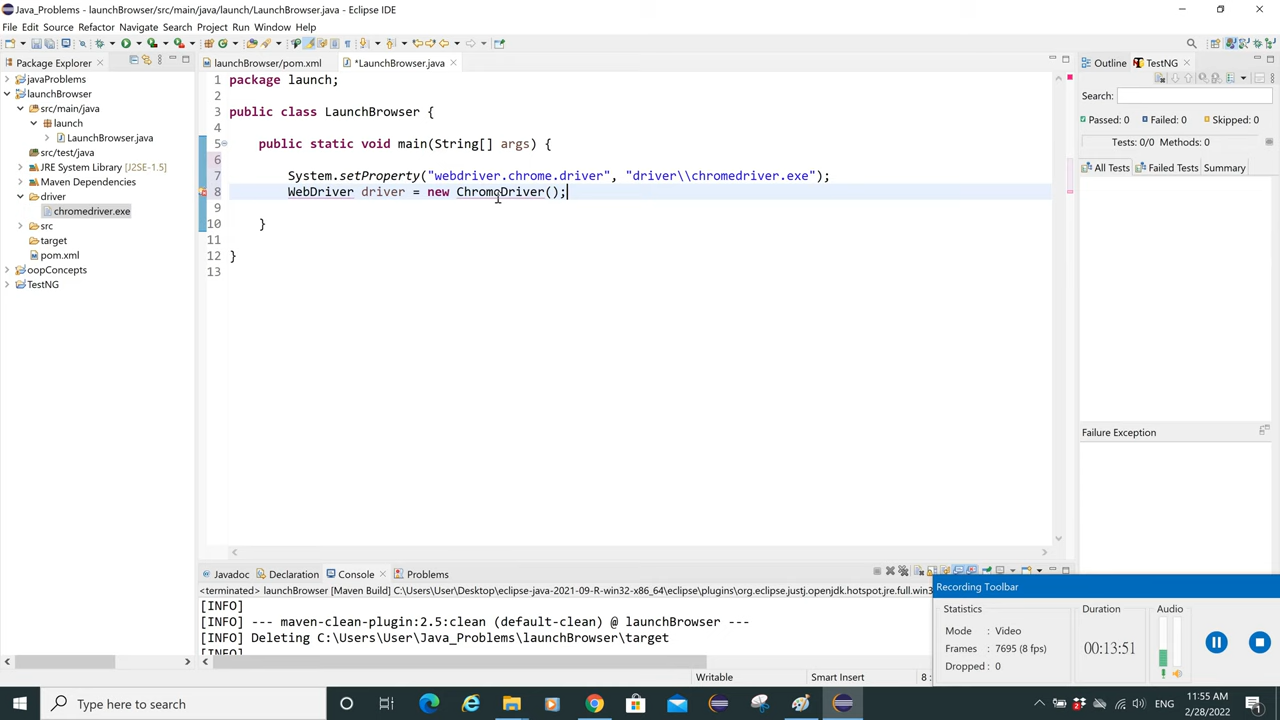 Java_Problems - launchBrowser/src/main/java/launch/LaunchBrowser.java - Eclipse IDE
File Edit Source Refactor Navigate Search Project Run Window Help
Package Explorer
launchBrowser/pom.xml
*LaunchBrowser.java
Outline
TestNG
javaProblems
launchBrowser
src/main/java
launch
LaunchBrowser.java
src/test/java
JRE System Library [J2SE-1.5]
Maven Dependencies
driver
chromedriver.exe
src
target
pom.xml
oopConcepts
TestNG
1 package launch;
2
3 public class LaunchBrowser {
4
5 public static void main(String[] args) {
6
7 System.setProperty("webdriver.chrome.driver", "driver\\chromedriver.exe");
8 WebDriver driver = new ChromeDriver();
9
10 }
11
12 }
13
Search:
Passed: 0 Failed: 0 Skipped: 0
Tests: 0/0 Methods: 0
All Tests Failed Tests Summary
Failure Exception
Javadoc Declaration Console Problems
<terminated> launchBrowser [Maven Build] C:\Users\User\Desktop\eclipse-java-2021-09-R-win32-x86_64\eclipse\plugins\org.eclipse.justj.openjdk.hotspot.jre.full.win3
[INFO]
[INFO] --- maven-clean-plugin:2.5:clean (default-clean) @ launchBrowser ---
[INFO] Deleting C:\Users\User\Java_Problems\launchBrowser\target
[INFO]
Recording Toolbar
Statistics Duration Audio
Mode : Video
Frames : 7695 (8 fps)
Dropped : 0
00:13:51
Writable Smart Insert 8 :
Type here to search
ENG
11:55 AM
2/28/2022